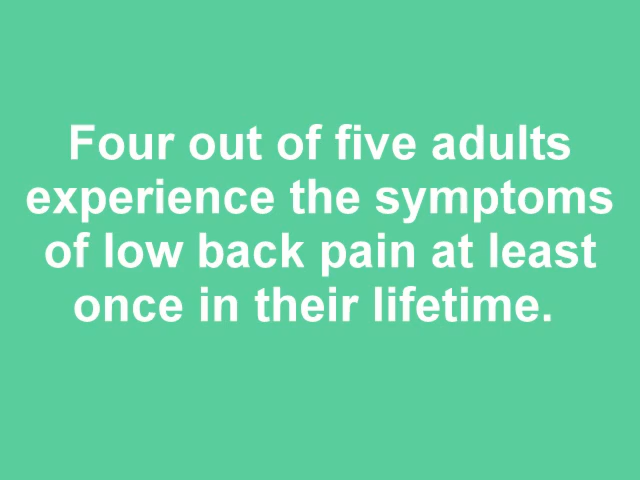 Four out of five adults
experience the symptoms
of low back pain at least
once in their lifetime.